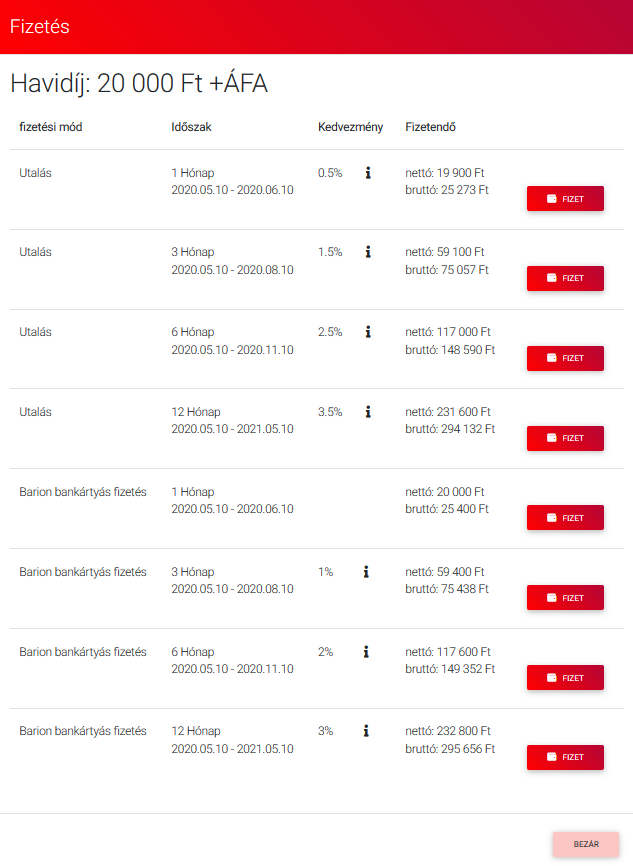 Fizetés
Havidíj: 20 000 Ft +ÁFA
fizetési mód Időszak Kedvezmény Fizetendő
Utalás 1 Hónap 0.5% nettó: 19 900 Ft
2020.05.10 - 2020.06.10 bruttó: 25 273 Ft
FIZET
Utalás 3 Hónap 1.5% nettó: 59 100 Ft
2020.05.10 - 2020.08.10 bruttó: 75 057 Ft
FIZET
Utalás 6 Hónap 2.5% nettó: 117 000 Ft
2020.05.10 - 2020.11.10 bruttó: 148 590 Ft
FIZET
Utalás 12 Hónap 3.5% nettó: 231 600 Ft
2020.05.10 - 2021.05.10 bruttó: 294 132 Ft
FIZET
Barion bankártyás fizetés 1 Hónap nettó: 20 000 Ft
2020.05.10 - 2020.06.10 bruttó: 25 400 Ft
FIZET
Barion bankártyás fizetés 3 Hónap 1% nettó: 59 400 Ft
2020.05.10 - 2020.08.10 bruttó: 75 438 Ft
FIZET
Barion bankártyás fizetés 6 Hónap 2% nettó: 117 600 Ft
2020.05.10 - 2020.11.10 bruttó: 149 352 Ft
FIZET
Barion bankártyás fizetés 12 Hónap 3% nettó: 232 800 Ft
2020.05.10 - 2021.05.10 bruttó: 295 656 Ft
FIZET
BEZÁR